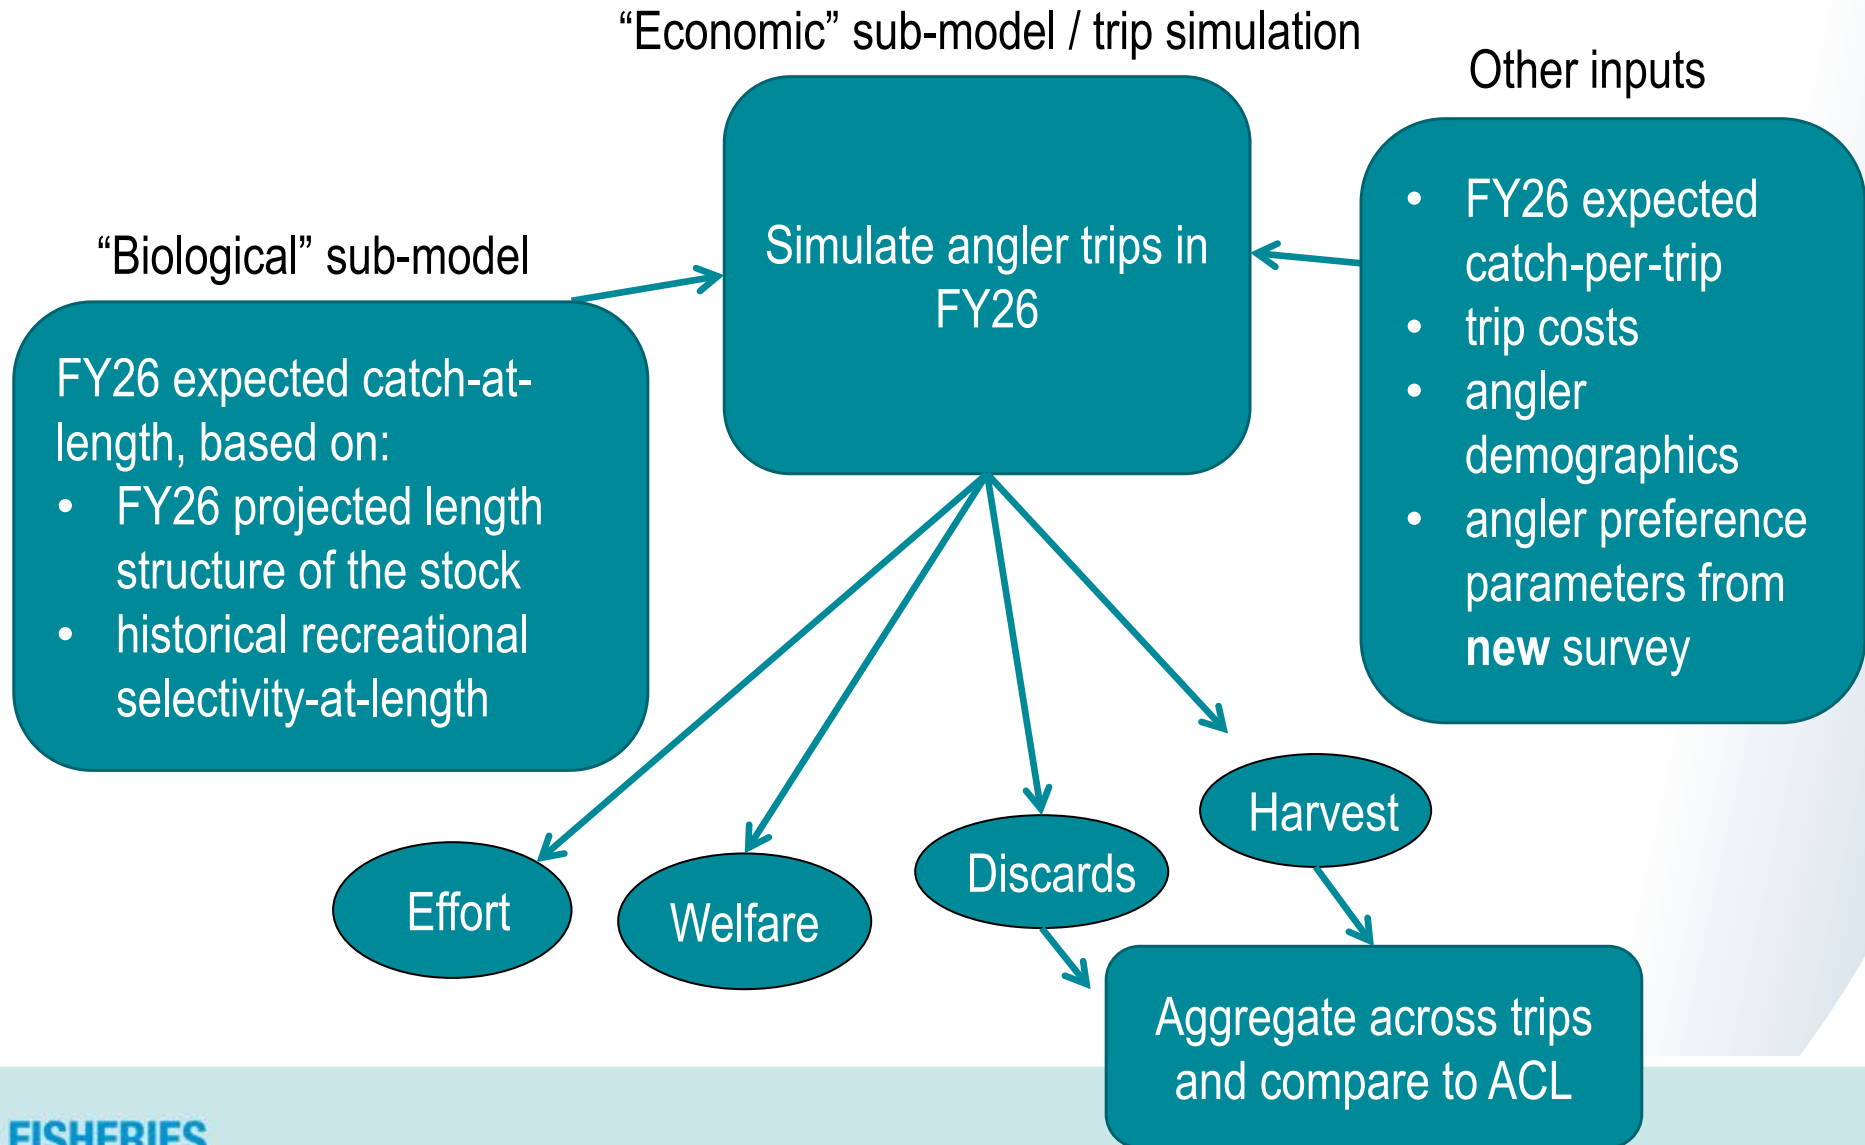 “Economic” sub-model / trip simulation
Other inputs
“Biological” sub-model
Simulate angler trips in
FY26
• FY26 expected
catch-per-trip
• trip costs
• angler
demographics
• angler preference
parameters from
new survey
FY26 expected catch-at-
length, based on:
• FY26 projected length
structure of the stock
• historical recreational
selectivity-at-length
Effort
Welfare
Discards
Harvest
Aggregate across trips
and compare to ACL
FISHERIES